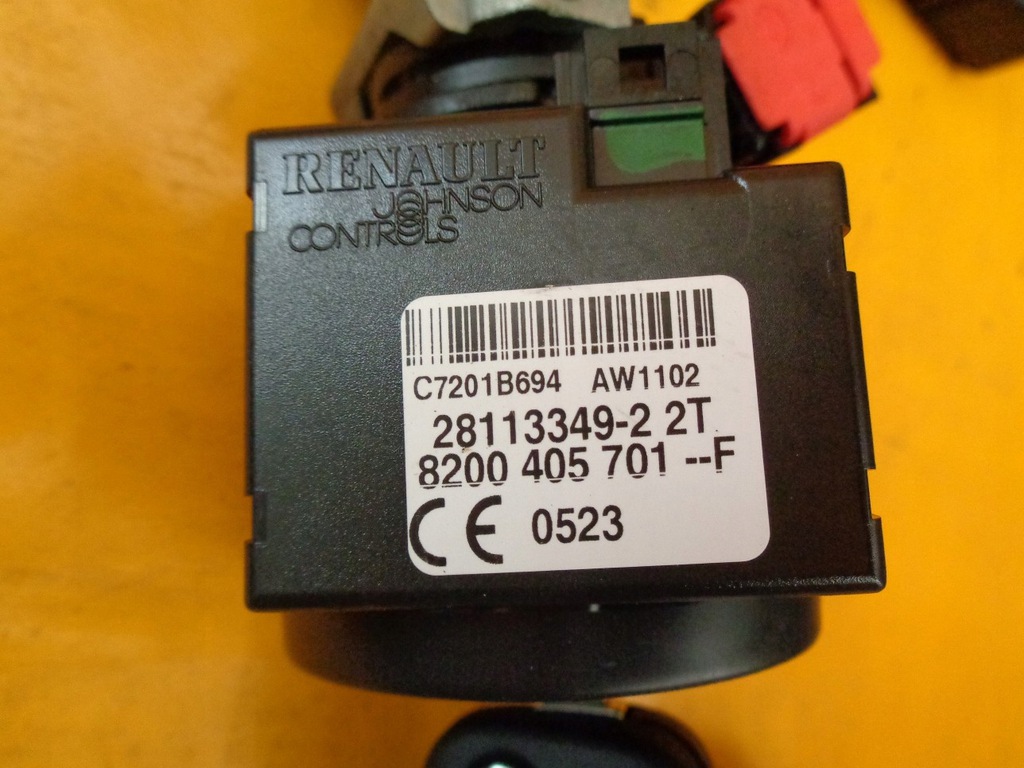 RENAULT
JOHNSON
CONTROLS
C7201B694 AW1102
28113349-2 2T
8200 405 701 --F
CE 0523